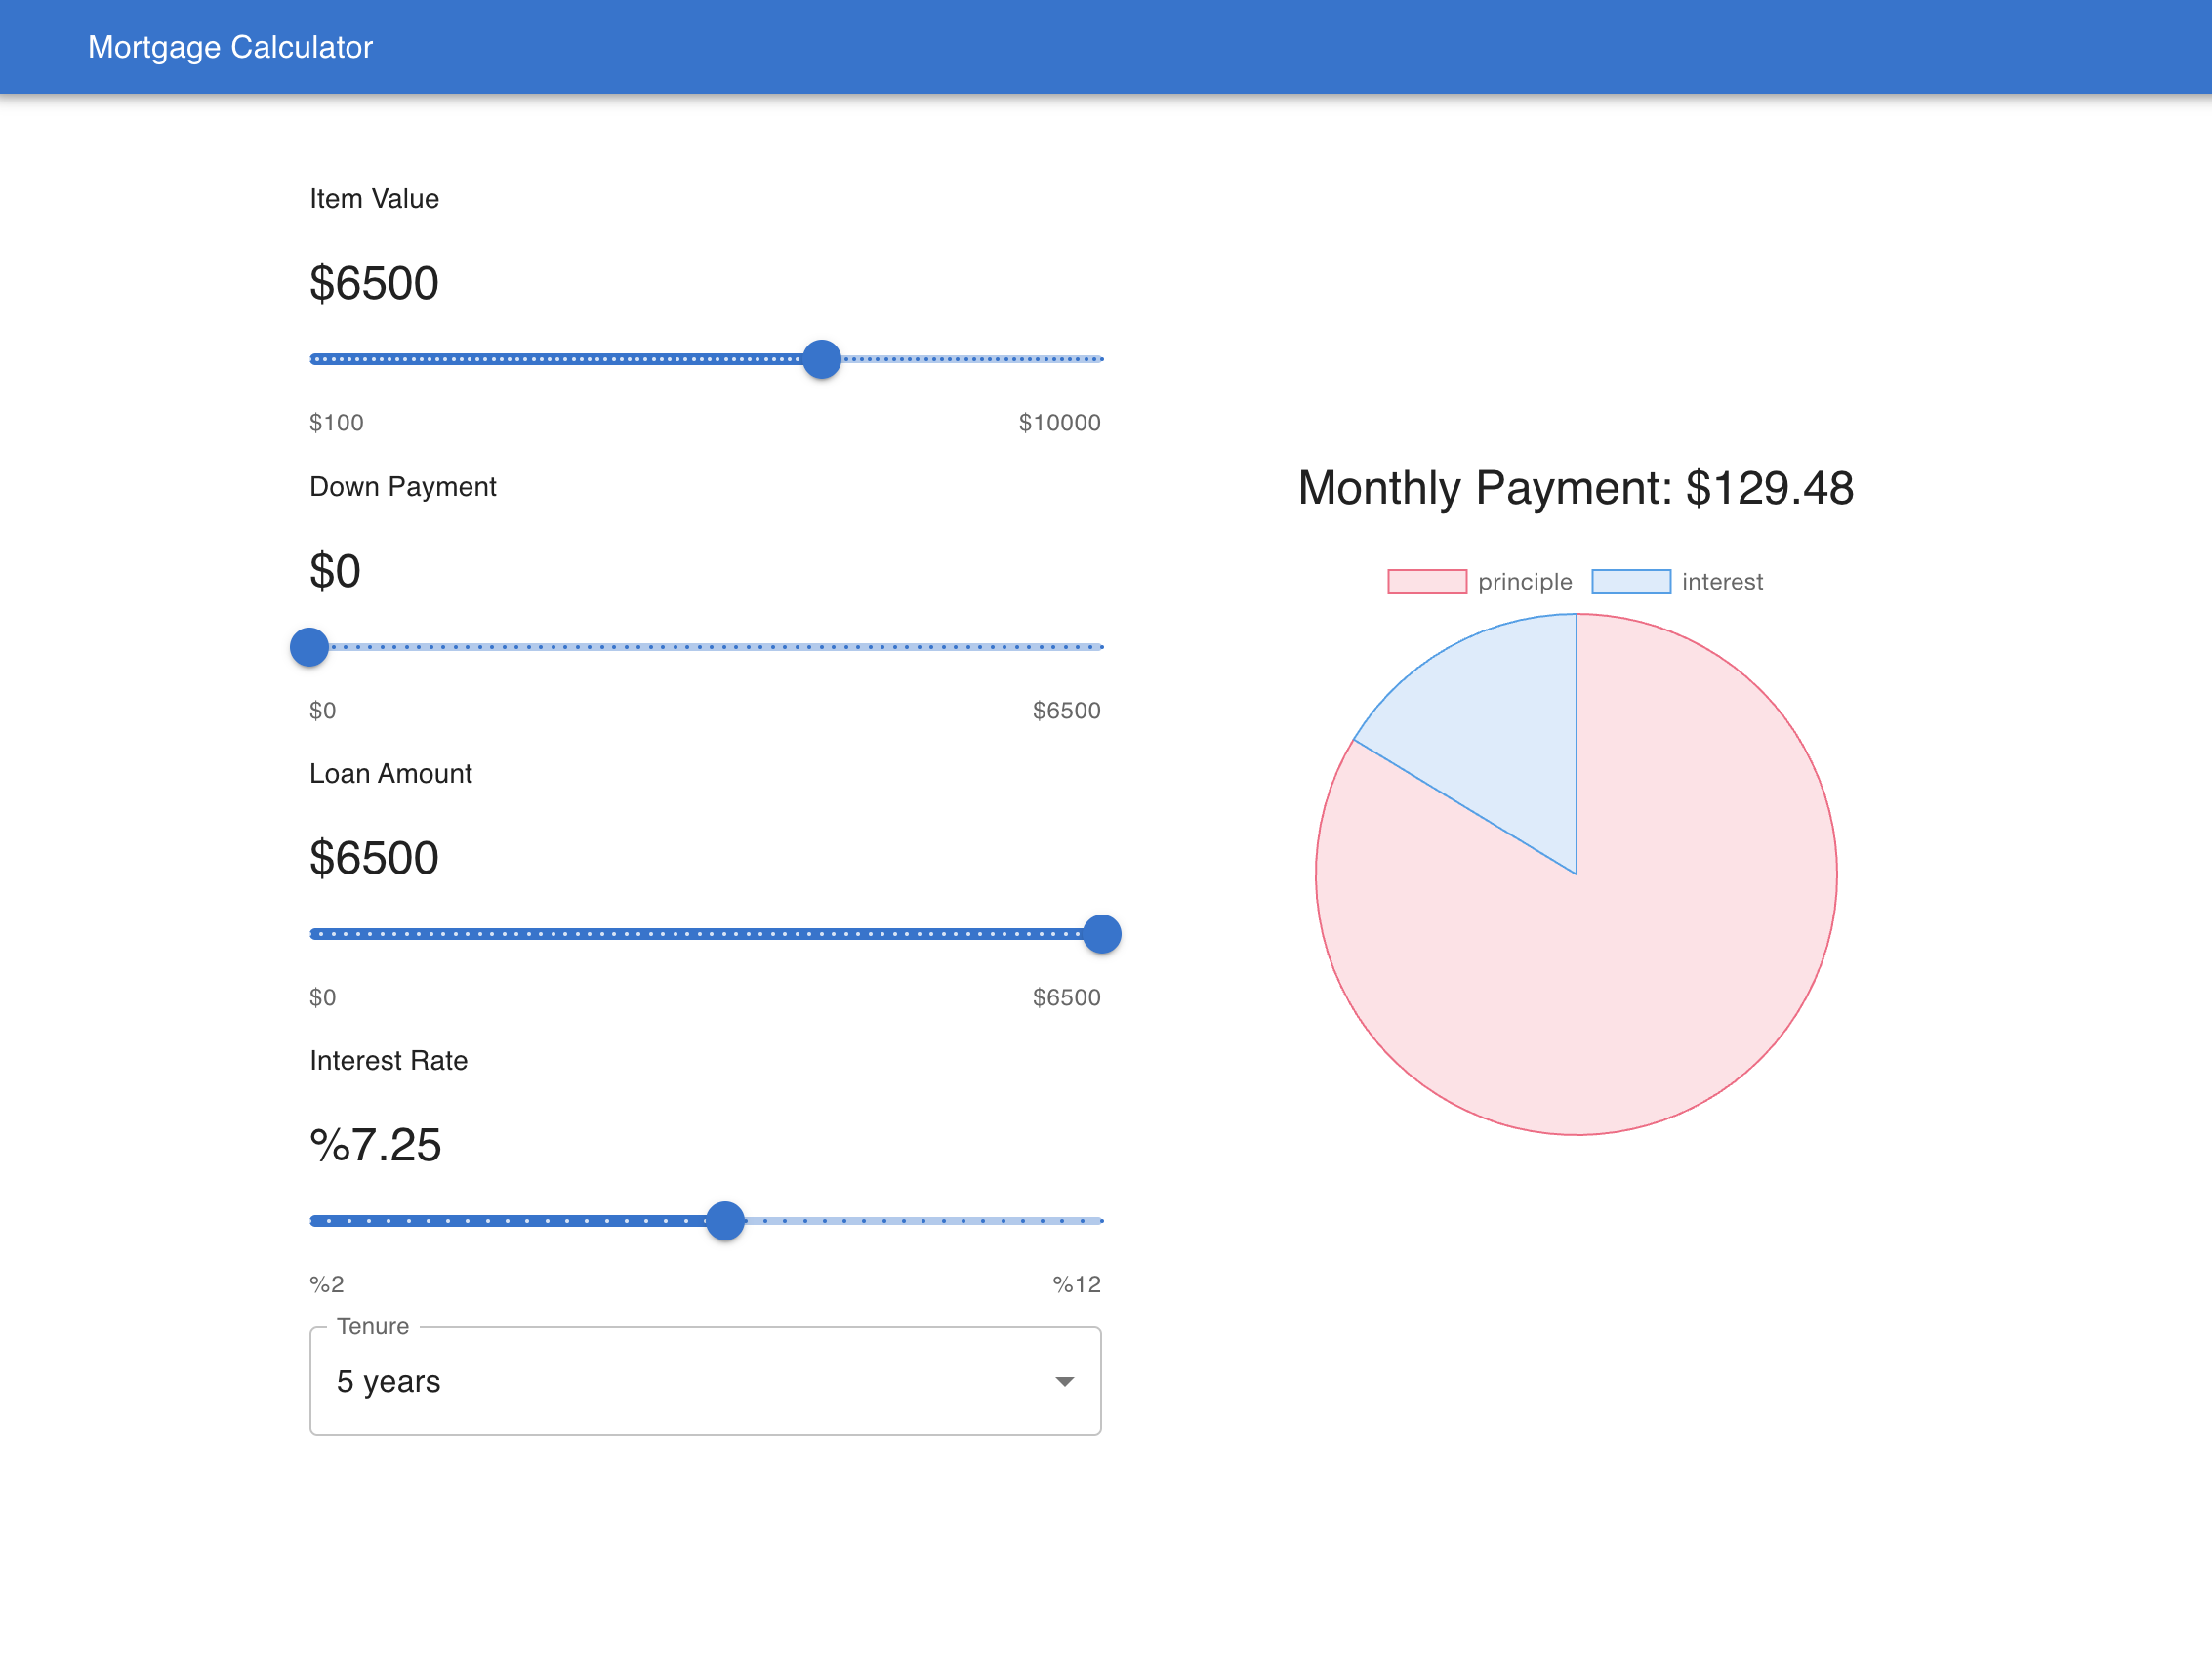 Mortgage Calculator
Item Value
$6500
$100 $10000
Down Payment
$0
$0 $6500
Loan Amount
$6500
$0 $6500
Interest Rate
%7.25
%2 %12
Tenure
5 years
Monthly Payment: $129.48
principle interest